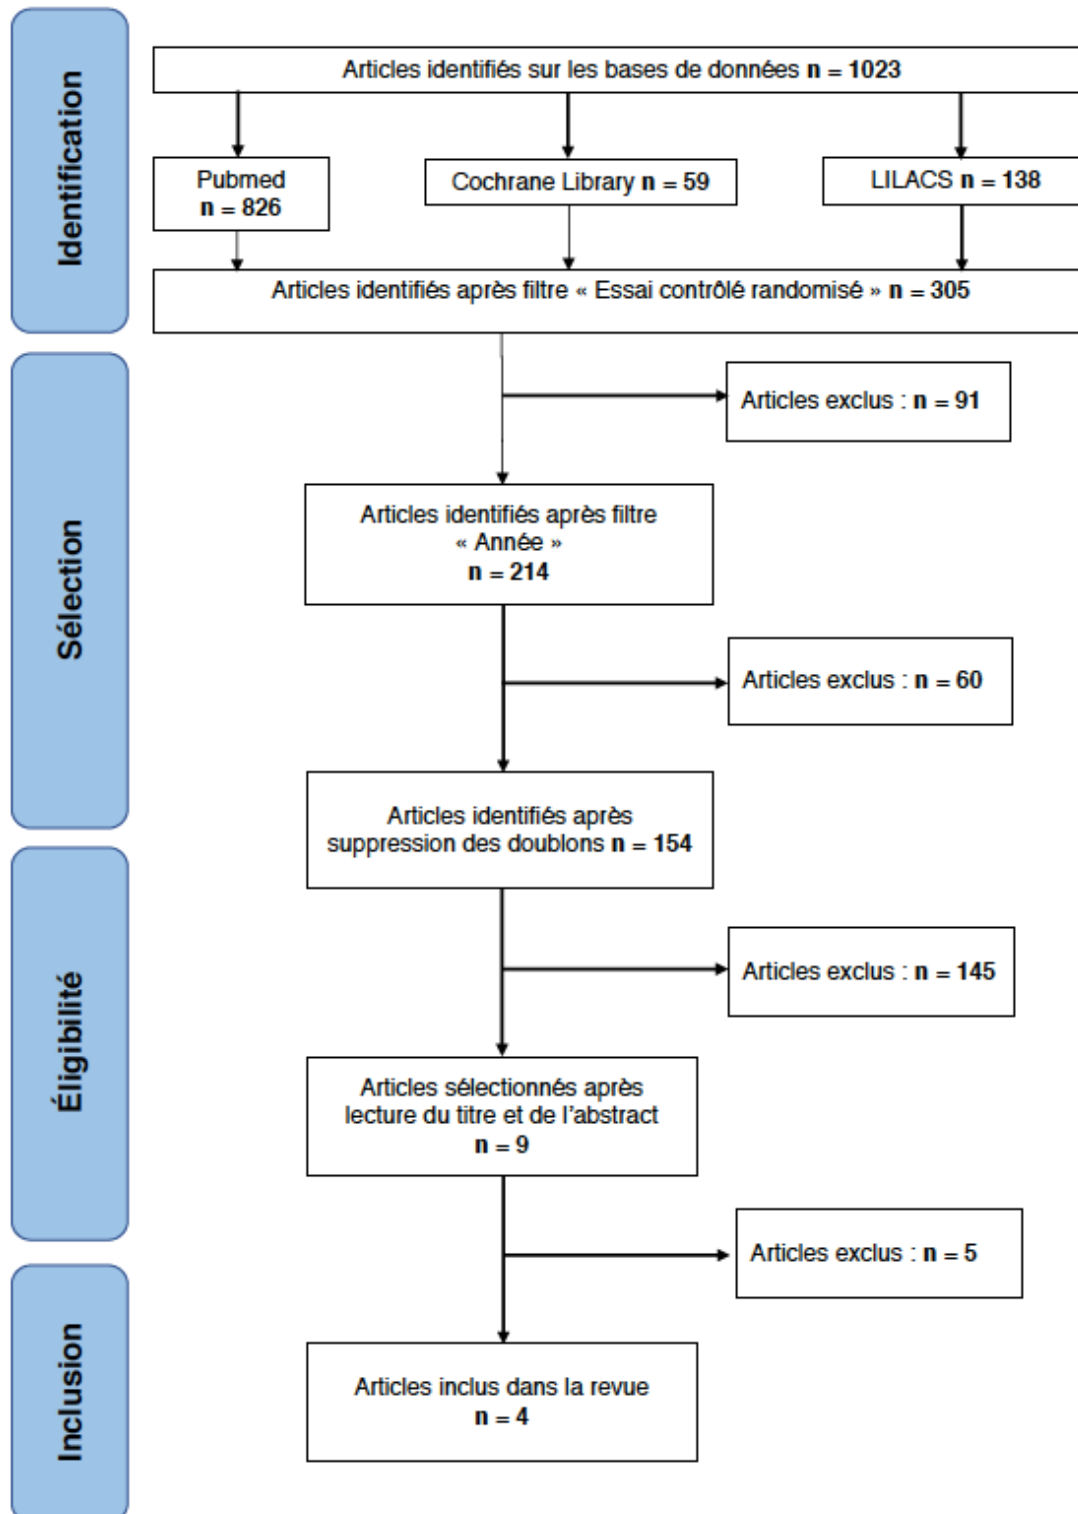 Identification
Articles identifiés sur les bases de données n = 1023
Pubmed
n = 826
Cochrane Library n = 59
LILACS n = 138
Articles identifiés après filtre « Essai contrôlé randomisé » n = 305
Sélection
Articles exclus : n = 91
Articles identifiés après filtre
« Année »
n = 214
Articles exclus : n = 60
Articles identifiés après
suppression des doublons n = 154
Éligibilité
Articles exclus : n = 145
Articles sélectionnés après
lecture du titre et de l'abstract
n = 9
Articles exclus : n = 5
Inclusion
Articles inclus dans la revue
n = 4